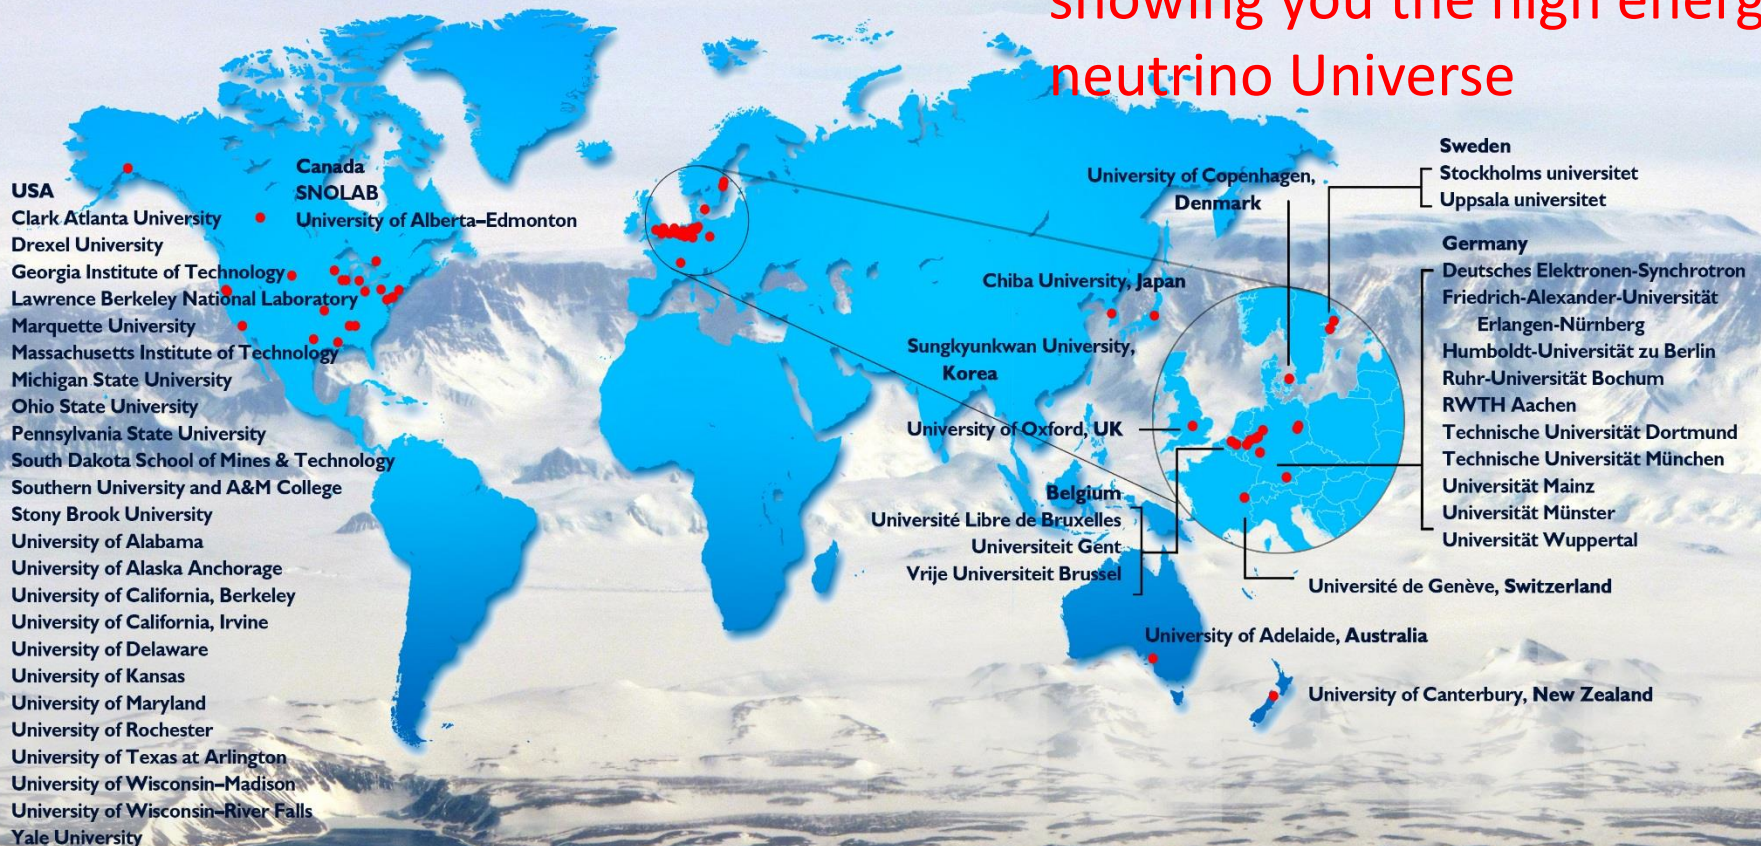 showing you the high energ
neutrino Universe
USA
Clark Atlanta University
Drexel University
Georgia Institute of Technology
Lawrence Berkeley National Laboratory
Marquette University
Massachusetts Institute of Technology
Michigan State University
Ohio State University
Pennsylvania State University
South Dakota School of Mines & Technology
Southern University and A&M College
Stony Brook University
University of Alabama
University of Alaska Anchorage
University of California, Berkeley
University of California, Irvine
University of Delaware
University of Kansas
University of Maryland
University of Rochester
University of Texas at Arlington
University of Wisconsin–Madison
University of Wisconsin–River Falls
Yale University
Canada
SNOLAB
University of Alberta–Edmonton
University of Copenhagen,
Denmark
Chiba University, Japan
Sungkyunkwan University,
Korea
University of Oxford, UK
Belgium
Université Libre de Bruxelles
Universiteit Gent
Vrije Universiteit Brussel
Sweden
Stockholms universitet
Uppsala universitet
Germany
Deutsches Elektronen-Synchrotron
Friedrich-Alexander-Universität
Erlangen-Nürnberg
Humboldt-Universität zu Berlin
Ruhr-Universität Bochum
RWTH Aachen
Technische Universität Dortmund
Technische Universität München
Universität Mainz
Universität Münster
Universität Wuppertal
Université de Genève, Switzerland
University of Adelaide, Australia
University of Canterbury, New Zealand